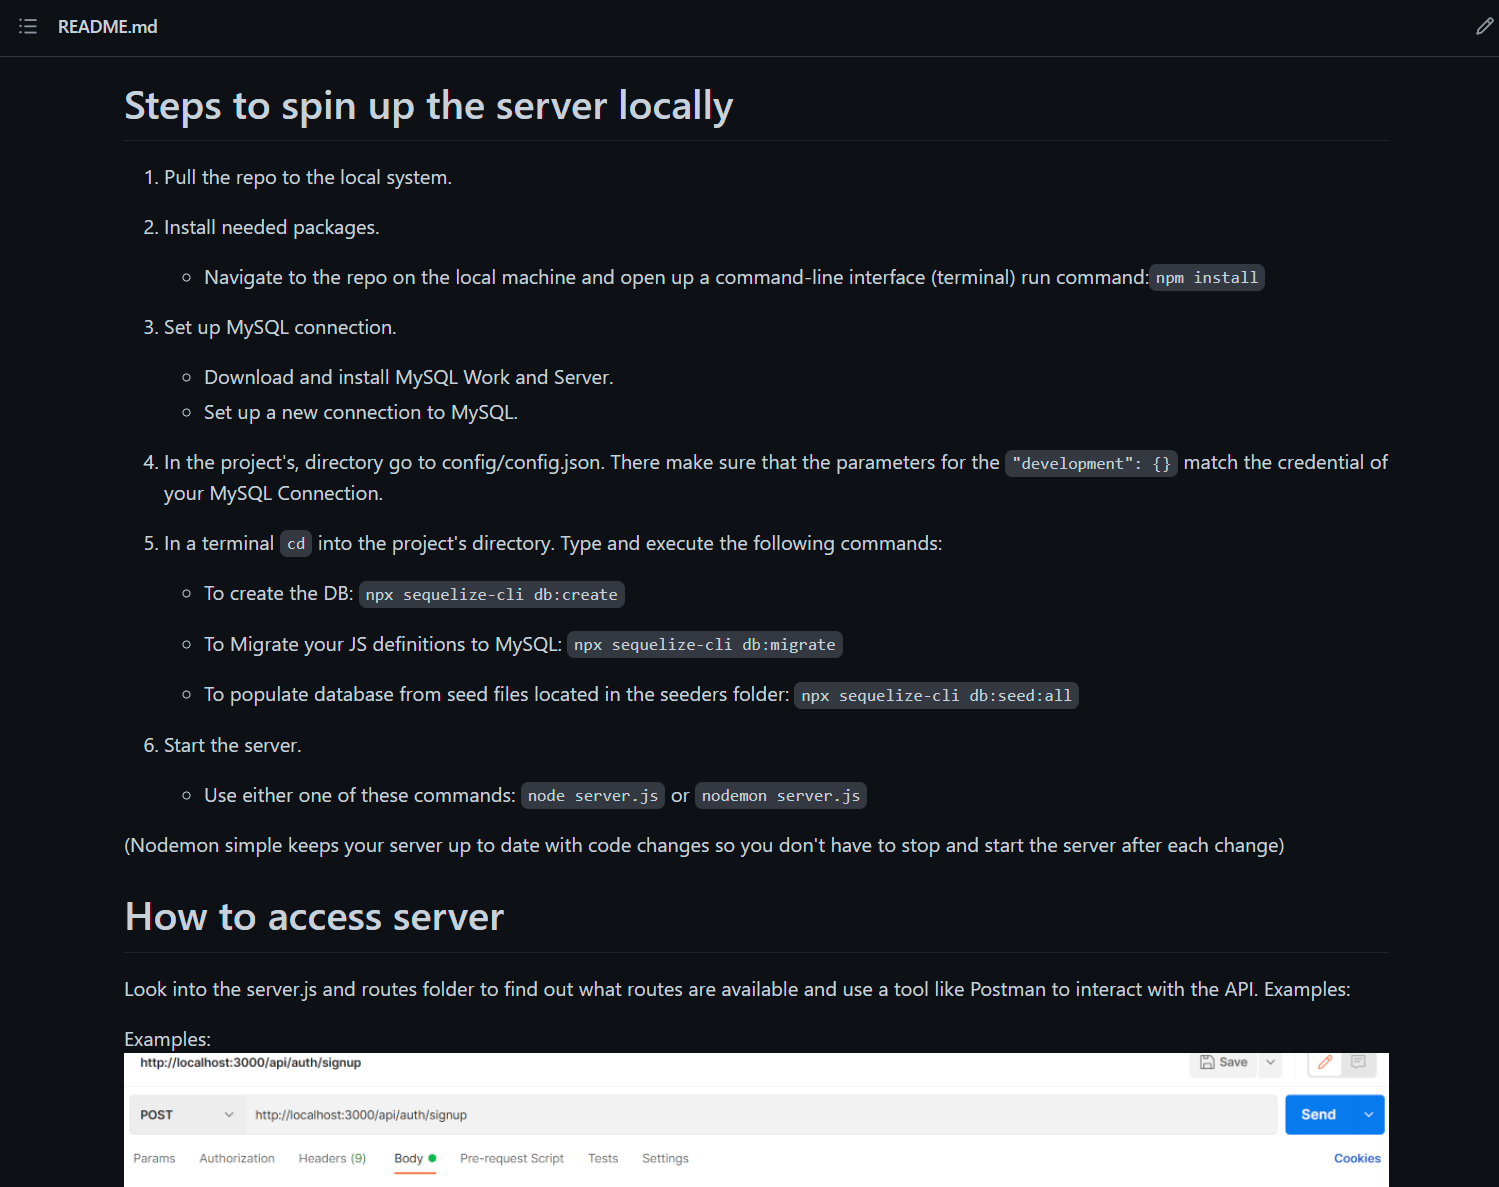 README.md
Steps to spin up the server locally
1. Pull the repo to the local system.
2. Install needed packages.
Navigate to the repo on the local machine and open up a command-line interface (terminal) run command: npm install
3. Set up MySQL connection.
Download and install MySQL Work and Server.
Set up a new connection to MySQL.
4. In the project's, directory go to config/config.json. There make sure that the parameters for the "development": {} match the credential of
your MySQL Connection.
5. In a terminal cd into the project's directory. Type and execute the following commands:
To create the DB: npx sequelize-cli db:create
To Migrate your JS definitions to MySQL: npx sequelize-cli db:migrate
To populate database from seed files located in the seeders folder: npx sequelize-cli db:seed:all
6. Start the server.
Use either one of these commands: node server.js or nodemon server.js
(Nodemon simple keeps your server up to date with code changes so you don't have to stop and start the server after each change)
How to access server
Look into the server.js and routes folder to find out what routes are available and use a tool like Postman to interact with the API. Examples:
Examples:
http://localhost:3000/api/auth/signup Save
POST http://localhost:3000/api/auth/signup Send
Params Authorization Headers (9) Body Pre-request Script Tests Settings Cookies